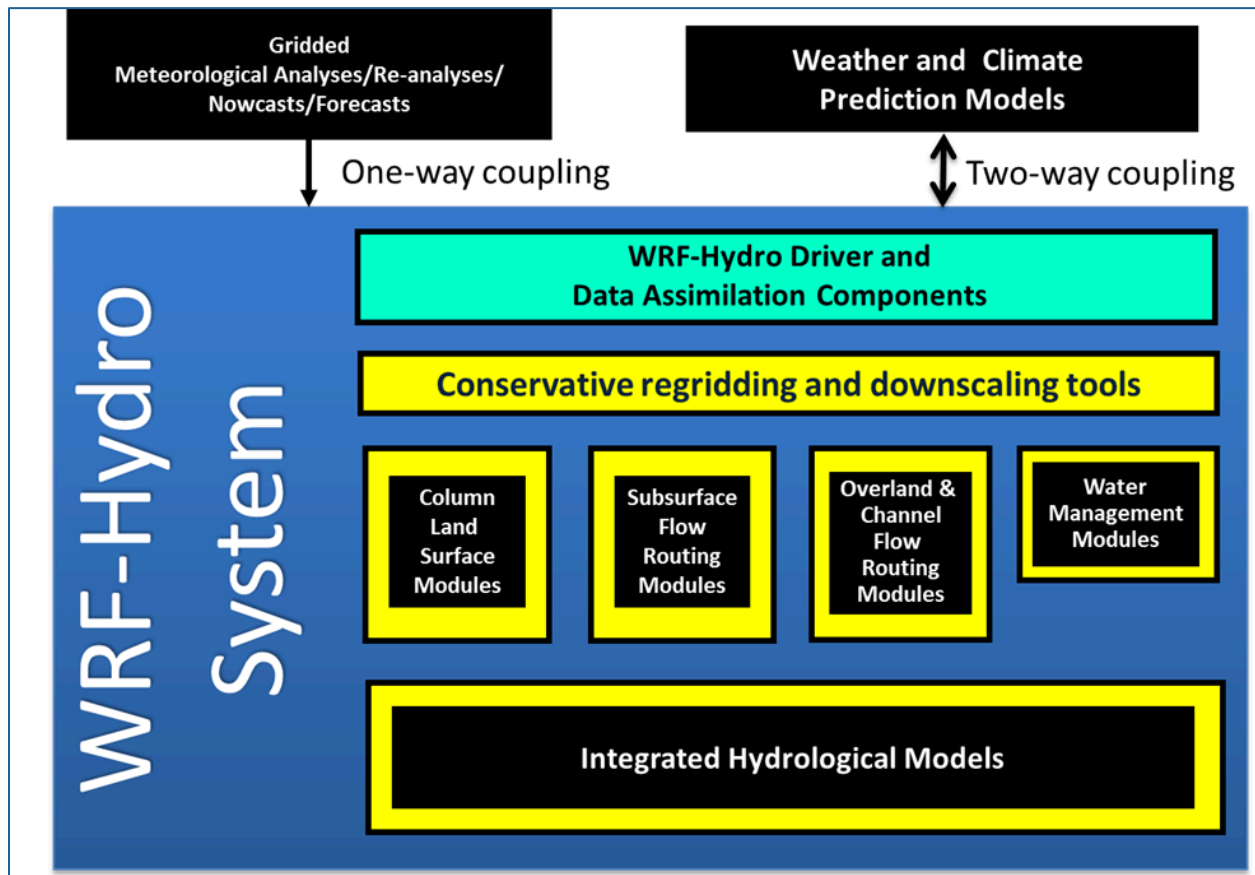 Gridded
Meteorological Analyses/Re-analyses/
Nowcasts/Forecasts
Weather and Climate
Prediction Models
One-way coupling
Two-way coupling
WRF-Hydro
System
WRF-Hydro Driver and
Data Assimilation Components
Conservative regridding and downscaling tools
Column
Land
Surface
Modules
Subsurface
Flow
Routing
Modules
Overland &
Channel
Flow
Routing
Modules
Water
Management
Modules
Integrated Hydrological Models